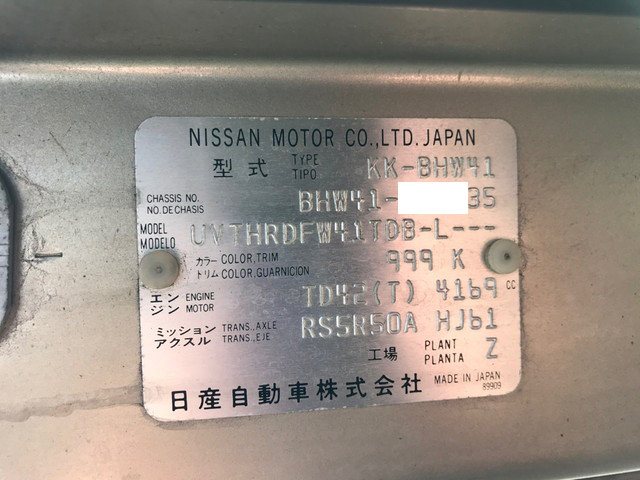 NISSAN MOTOR CO.,LTD. JAPAN
型式 TYPE TIPO KK-BHW41
CHASSIS NO. NO. DE CHASIS BHW41- 35
MODEL MODELO UVTHRDFW41TDB-L---
カラー COLOR,TRIM トリム COLOR,GUARNICION 999 K
エンジン ENGINE MOTOR TD42(T) 4169 CC
ミッション アクスル TRANS.,AXLE TRANS.,EJE RS5R50A HJ61
工場 PLANT PLANTA Z
日産自動車株式会社 MADE IN JAPAN
89909